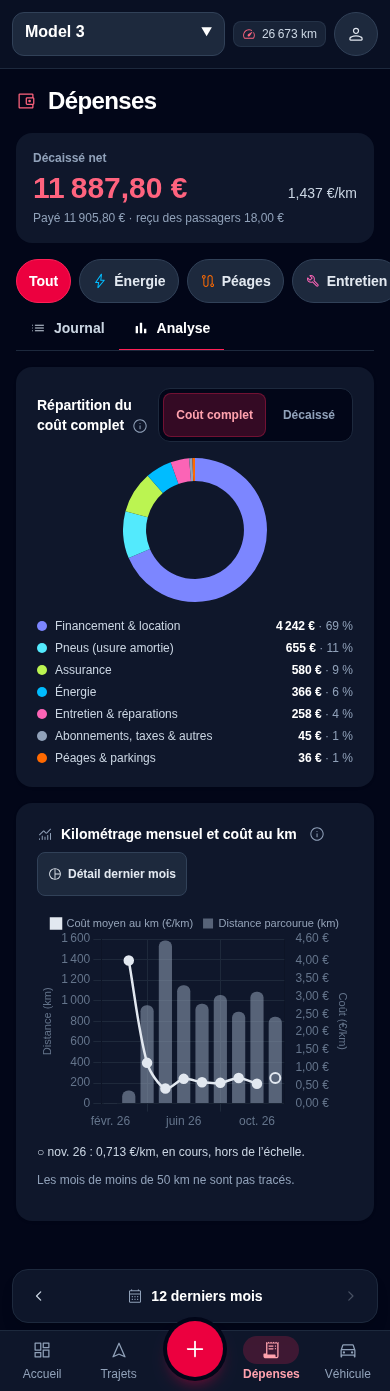 Model 3
26 673 km
Dépenses
Décaissé net
11 887,80 €
1,437 €/km
Payé 11 905,80 € · reçu des passagers 18,00 €
Tout
Énergie
Péages
Entretien
Journal
Analyse
Répartition du
coût complet
Coût complet
Décaissé
Financement & location 4 242 € · 69 %
Pneus (usure amortie) 655 € · 11 %
Assurance 580 € · 9 %
Énergie 366 € · 6 %
Entretien & réparations 258 € · 4 %
Abonnements, taxes & autres 45 € · 1 %
Péages & parkings 36 € · 1 %
Kilométrage mensuel et coût au km
Détail dernier mois
Coût moyen au km (€/km) Distance parcourue (km)
Distance (km)
1 600
1 400
1 200
1 000
800
600
400
200
0
4,60 €
4,00 €
3,50 €
3,00 €
2,50 €
2,00 €
1,50 €
1,00 €
0,50 €
0,00 €
Coût (€/km)
févr. 26 juin 26 oct. 26
○ nov. 26 : 0,713 €/km, en cours, hors de l’échelle.
Les mois de moins de 50 km ne sont pas tracés.
12 derniers mois
Accueil
Trajets
Dépenses
Véhicule